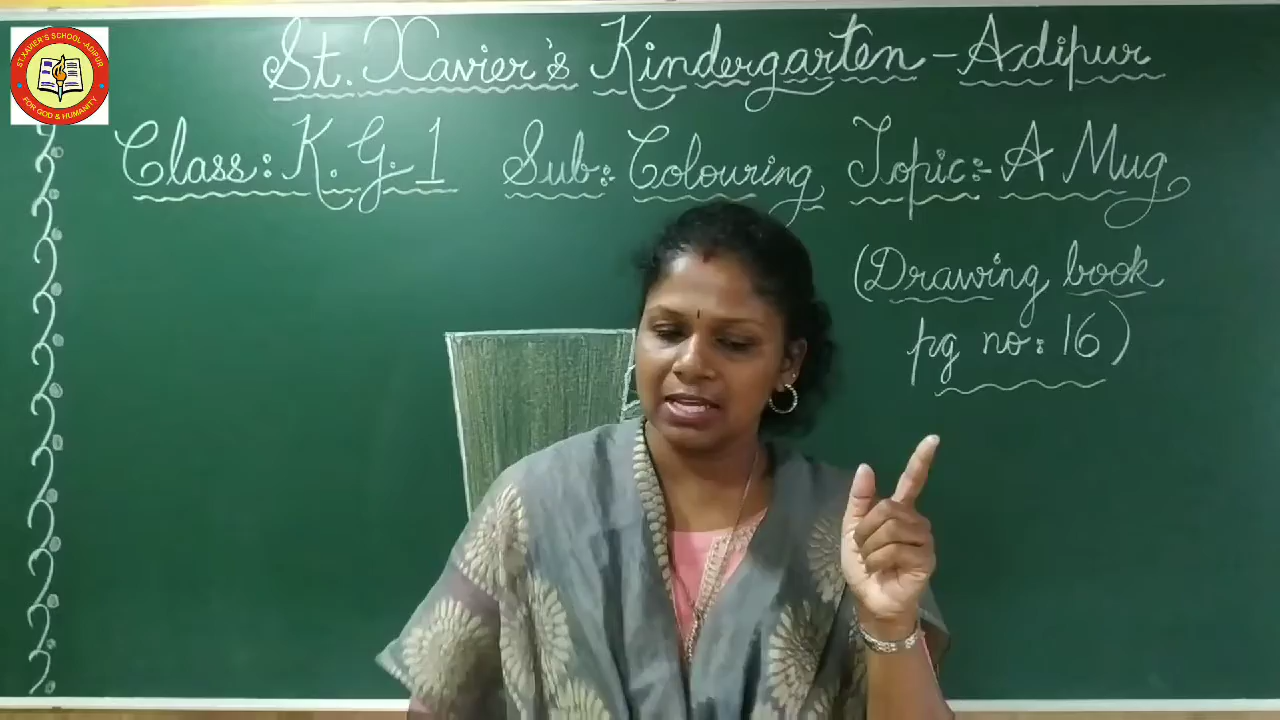 St. Xavier's Kindergarten - Adipur
ST.XAVIER'S SCHOOL-ADIPUR
FOR GOD & HUMANITY
Class: K.G. 1 Sub: Colouring Topic:- A Mug
(Drawing book
pg no: 16)